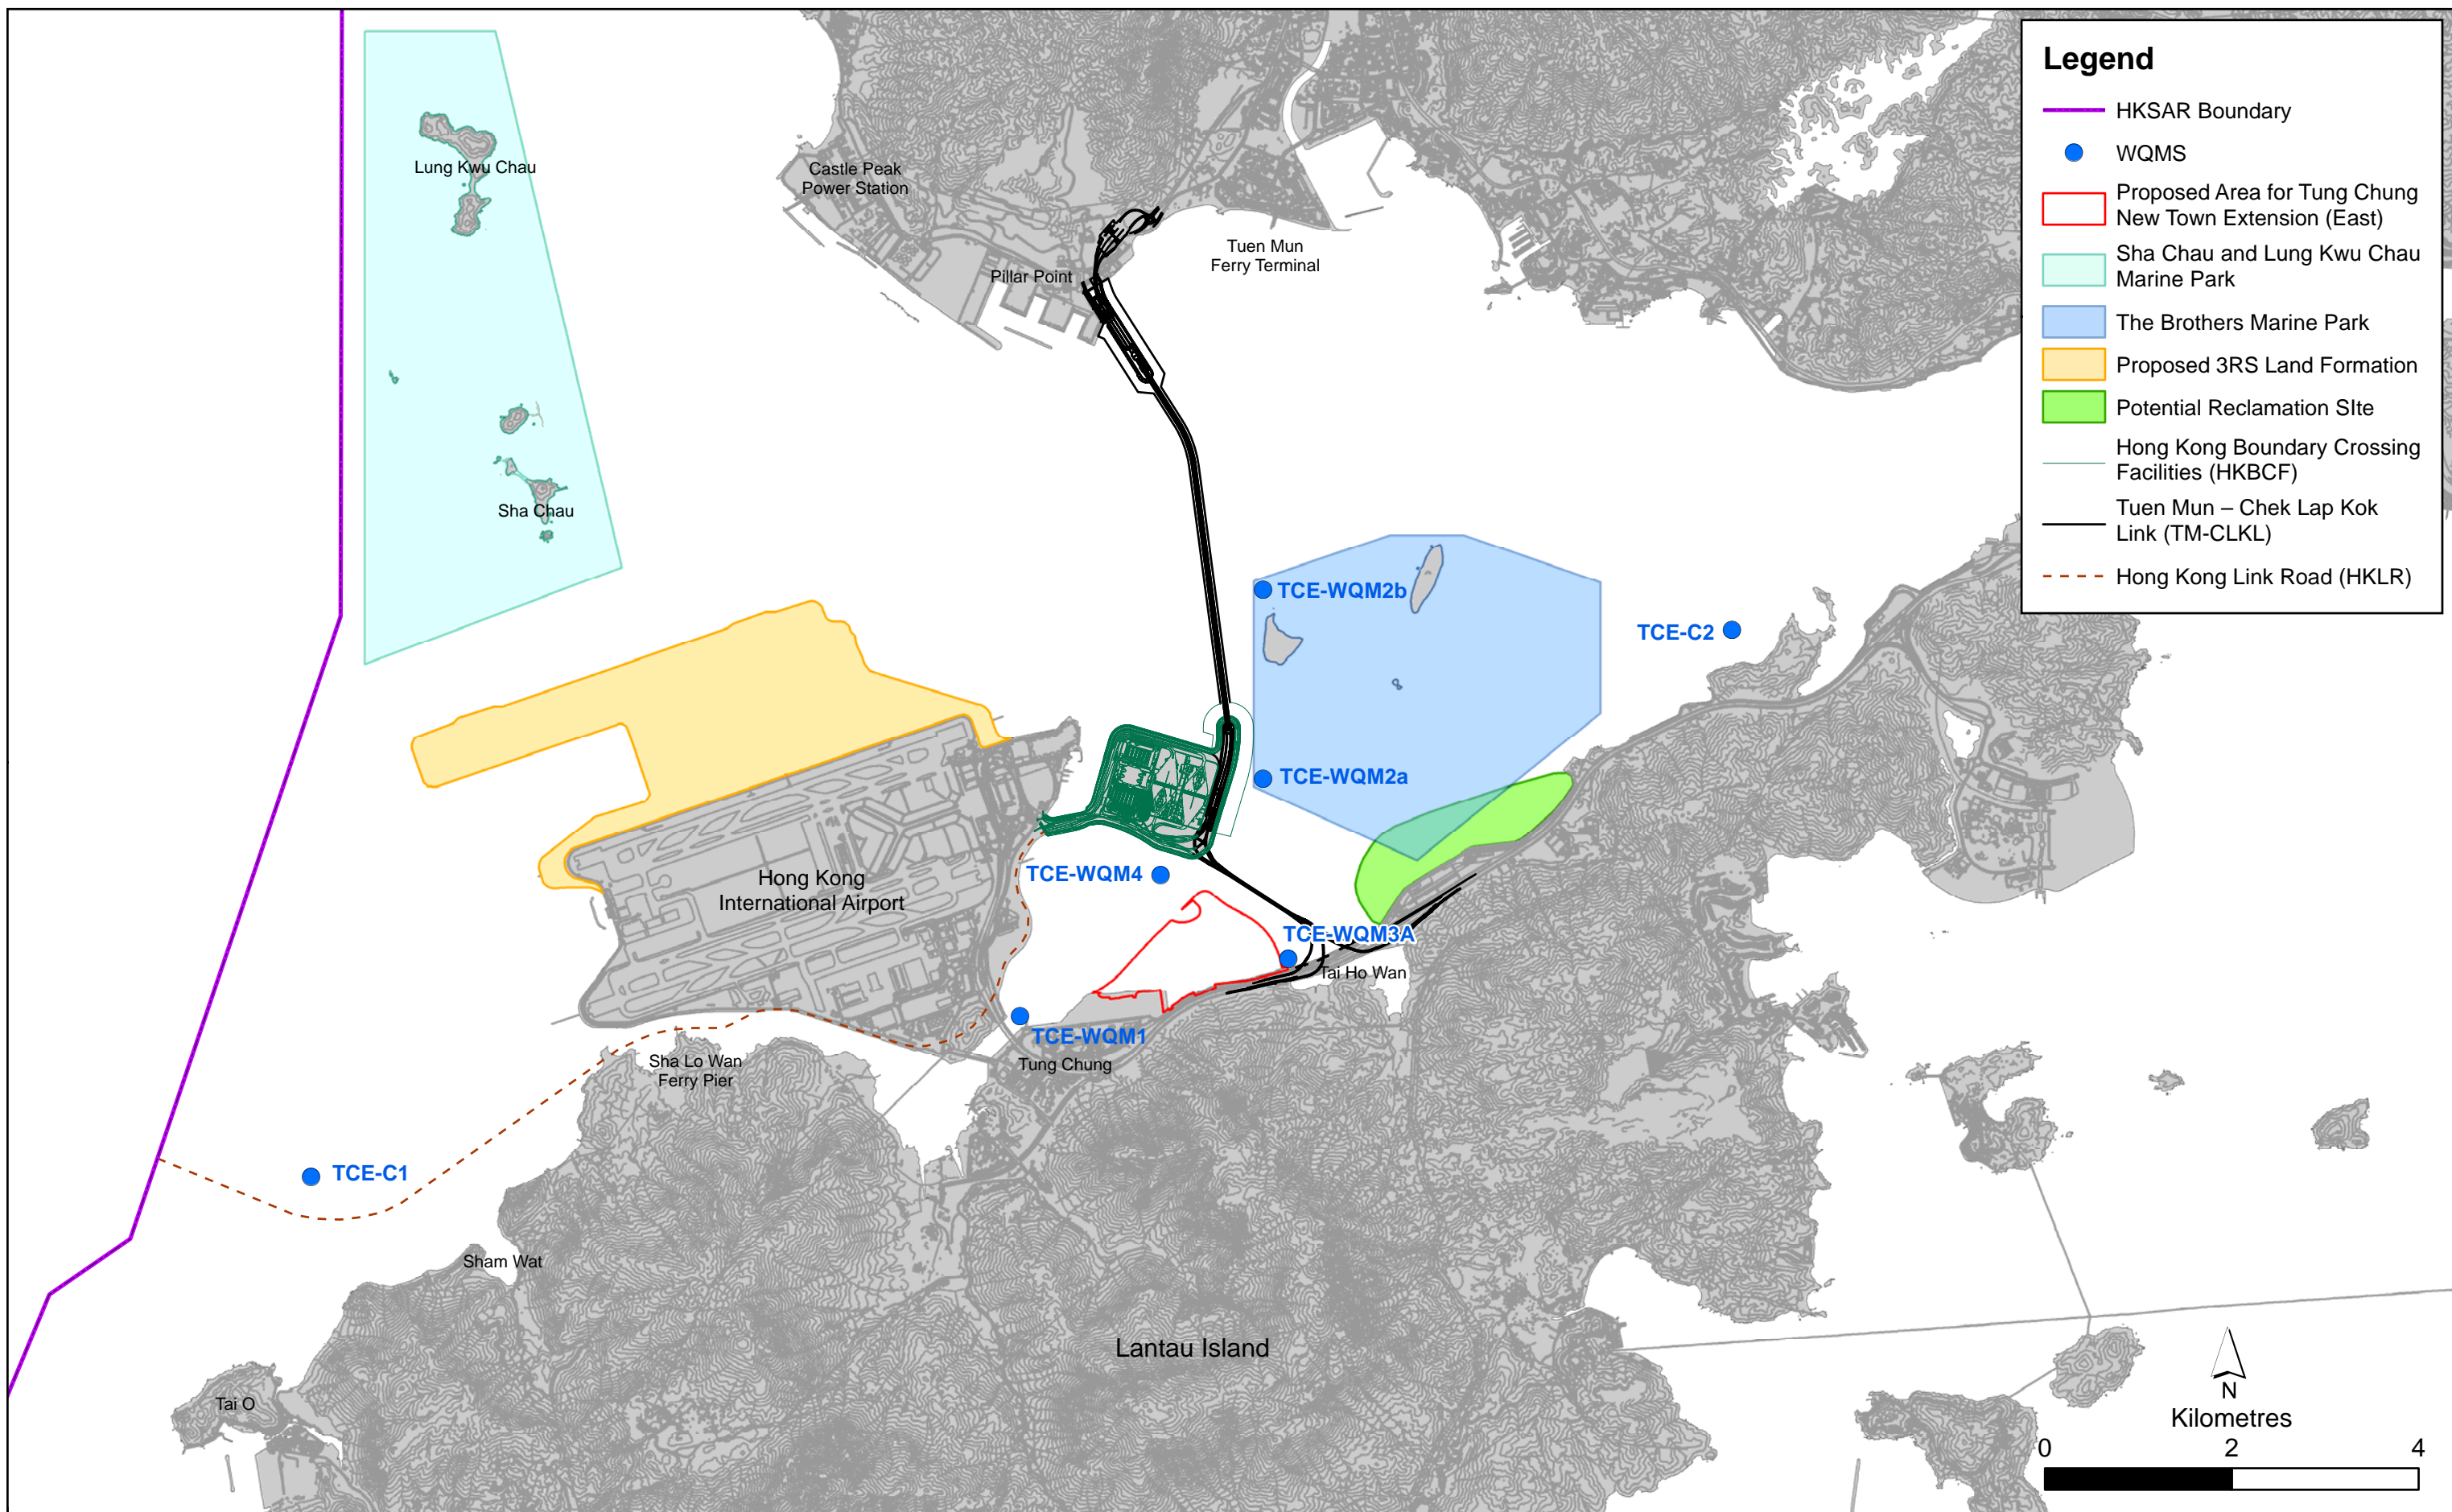 Legend
HKSAR Boundary
WQMS
Proposed Area for Tung Chung
New Town Extension (East)
Sha Chau and Lung Kwu Chau
Marine Park
The Brothers Marine Park
Proposed 3RS Land Formation
Potential Reclamation SIte
Hong Kong Boundary Crossing
Facilities (HKBCF)
Tuen Mun – Chek Lap Kok
Link (TM-CLKL)
Hong Kong Link Road (HKLR)
Lung Kwu Chau
Castle Peak
Power Station
Tuen Mun
Ferry Terminal
Pillar Point
Sha Chau
TCE-WQM2b
TCE-C2
TCE-WQM2a
TCE-WQM4
Hong Kong
International Airport
TCE-WQM3A
Tai Ho Wan
TCE-WQM1
Tung Chung
Sha Lo Wan
Ferry Pier
TCE-C1
Sham Wat
Lantau Island
Tai O
N
Kilometres
0 2 4